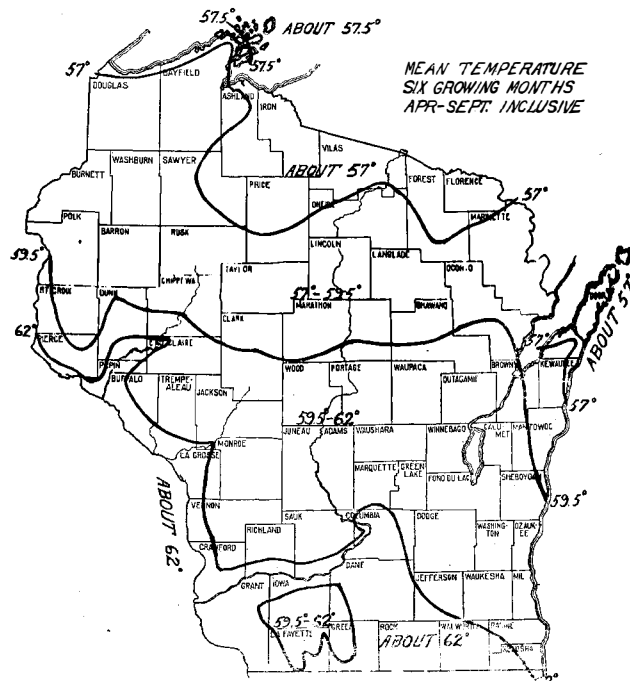 57.5°
ABOUT 57.5°
57.5°
57°
MEAN TEMPERATURE
SIX GROWING MONTHS
APR-SEPT. INCLUSIVE
BAYFIELD
DOUGLAS
ASHLAND
IRON
VILAS
WASHBURN
SAWYER
ABOUT 57°
BURNETT
PRICE
FOREST
FLORENCE
57°
POLK
MARINETTE
BARRON
RUSK
LINCOLN
LANGLADE
59.5°
TAYLOR
OCONTO
DOOR
ST CROIX
DUNN
CHIPPEWA
57°-59.5°
MARATHON
SHAWANO
ABOUT 57°
62°
CLARK
57°
PIERCE
EAU CLAIRE
PEPIN
WOOD
PORTAGE
WAUPACA
BROWN
KEWAUNEE
BUFFALO
TREMPE-
ALEAU
JACKSON
OUTAGAMIE
57°
59.5°-62°
MONROE
JUNEAU
ADAMS
WAUSHARA
WINNEBAGO
CALU
MET
MANITOWOC
LA CROSSE
MARQUETTE
GREEN
LAKE
FOND DU LAC
SHEBOYGAN
59.5°
ABOUT 62°
VERNON
SAUK
COLUMBIA
DODGE
WASHING-
TON
OZAUK-
EE
RICHLAND
CRAWFORD
DANE
JEFFERSON
WAUKESHA
MIL
GRANT
IOWA
59.5°-62°
LA FAYETTE
GREEN
ROCK
WALWORTH
RACINE
ABOUT 62°
KENOSHA